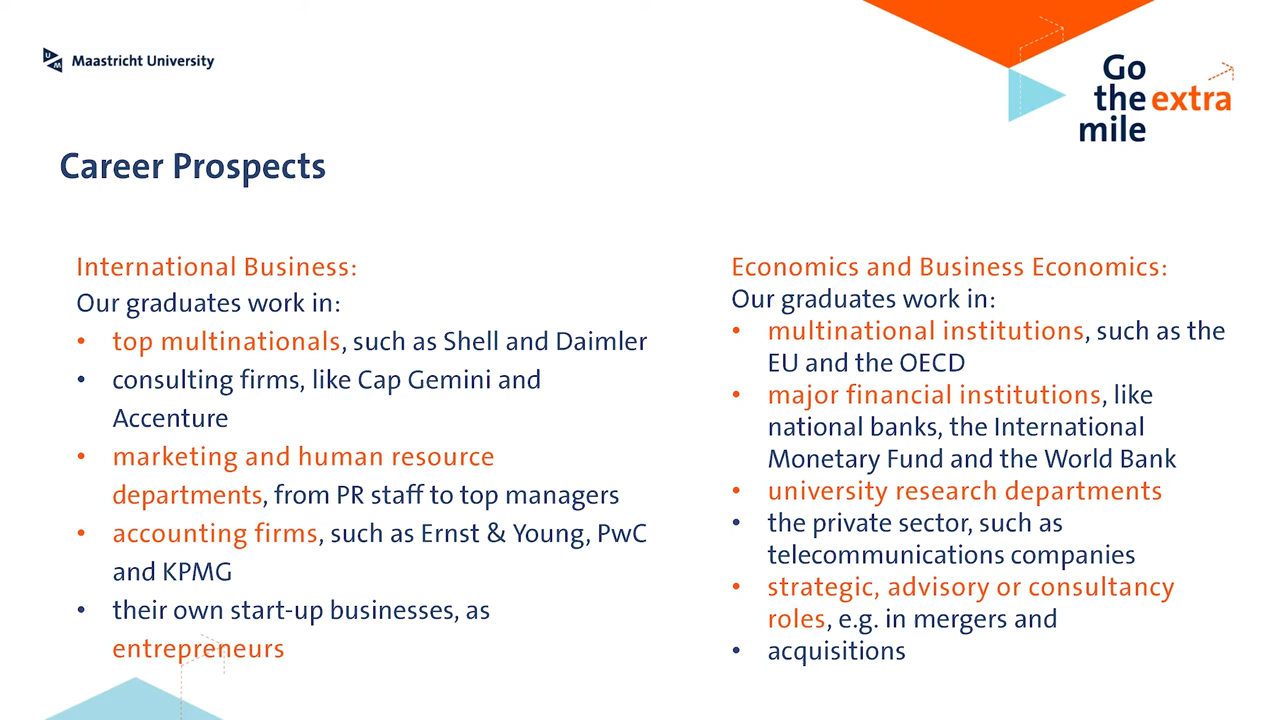 UM
Maastricht University
Go
the extra
mile
Career Prospects
International Business:
Our graduates work in:
• top multinationals, such as Shell and Daimler
• consulting firms, like Cap Gemini and
Accenture
• marketing and human resource
departments, from PR staff to top managers
• accounting firms, such as Ernst & Young, PwC
and KPMG
• their own start-up businesses, as
entrepreneurs
Economics and Business Economics:
Our graduates work in:
• multinational institutions, such as the
EU and the OECD
• major financial institutions, like
national banks, the International
Monetary Fund and the World Bank
• university research departments
• the private sector, such as
telecommunications companies
• strategic, advisory or consultancy
roles, e.g. in mergers and
• acquisitions